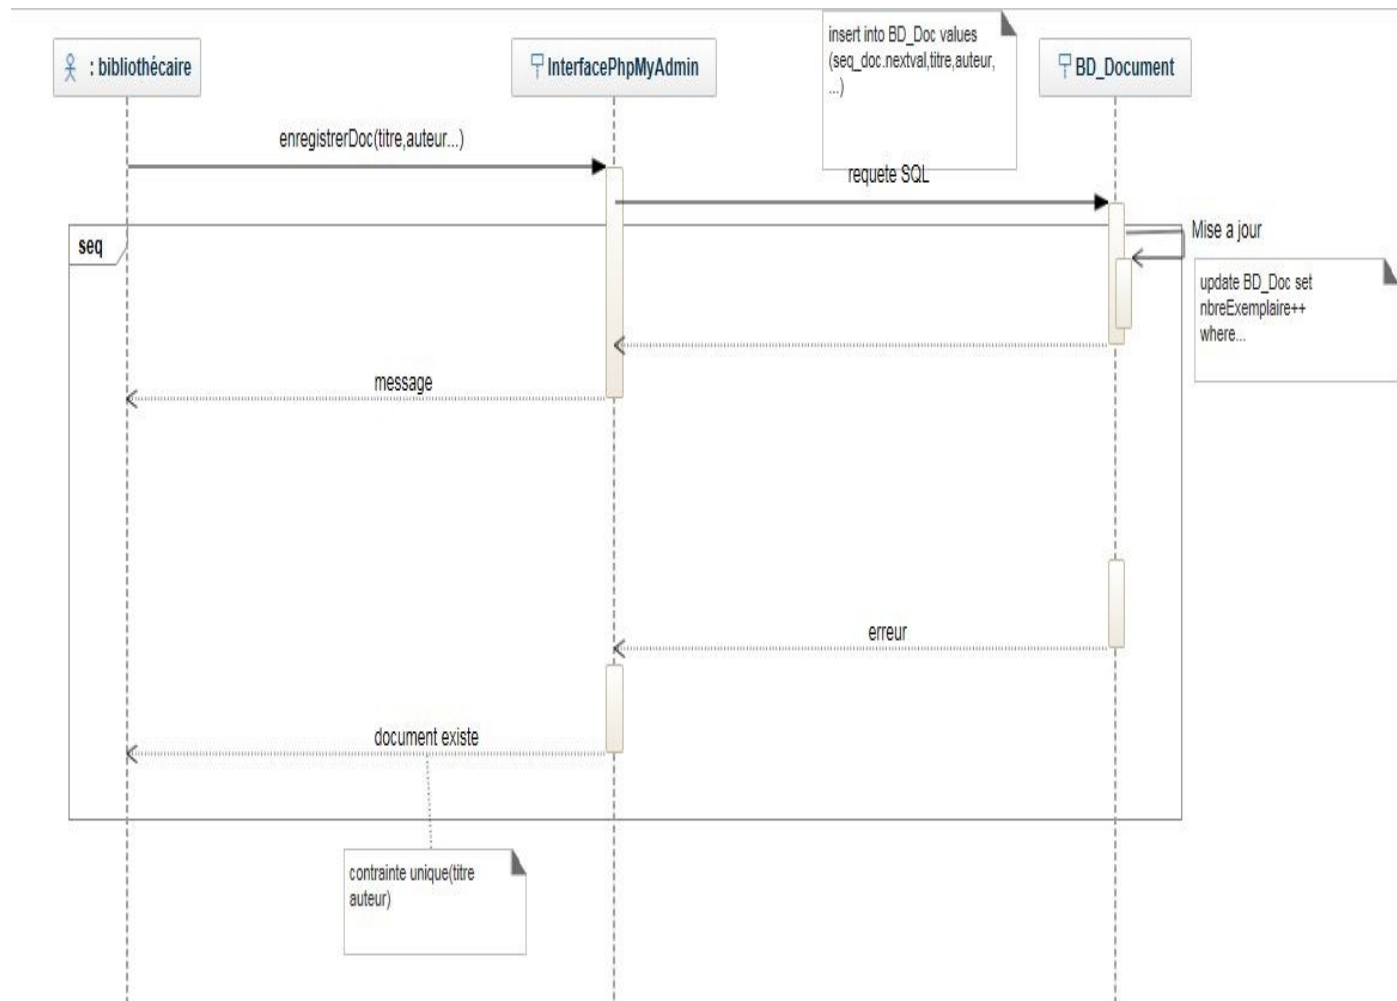 insert into BD_Doc values
(seq_doc.nextval,titre,auteur,
...)
: bibliothécaire
InterfacePhpMyAdmin
BD_Document
enregistrerDoc(titre,auteur...)
requete SQL
Mise a jour
seq
update BD_Doc set
nbreExemplaire++
where...
message
erreur
document existe
contrainte unique(titre
auteur)